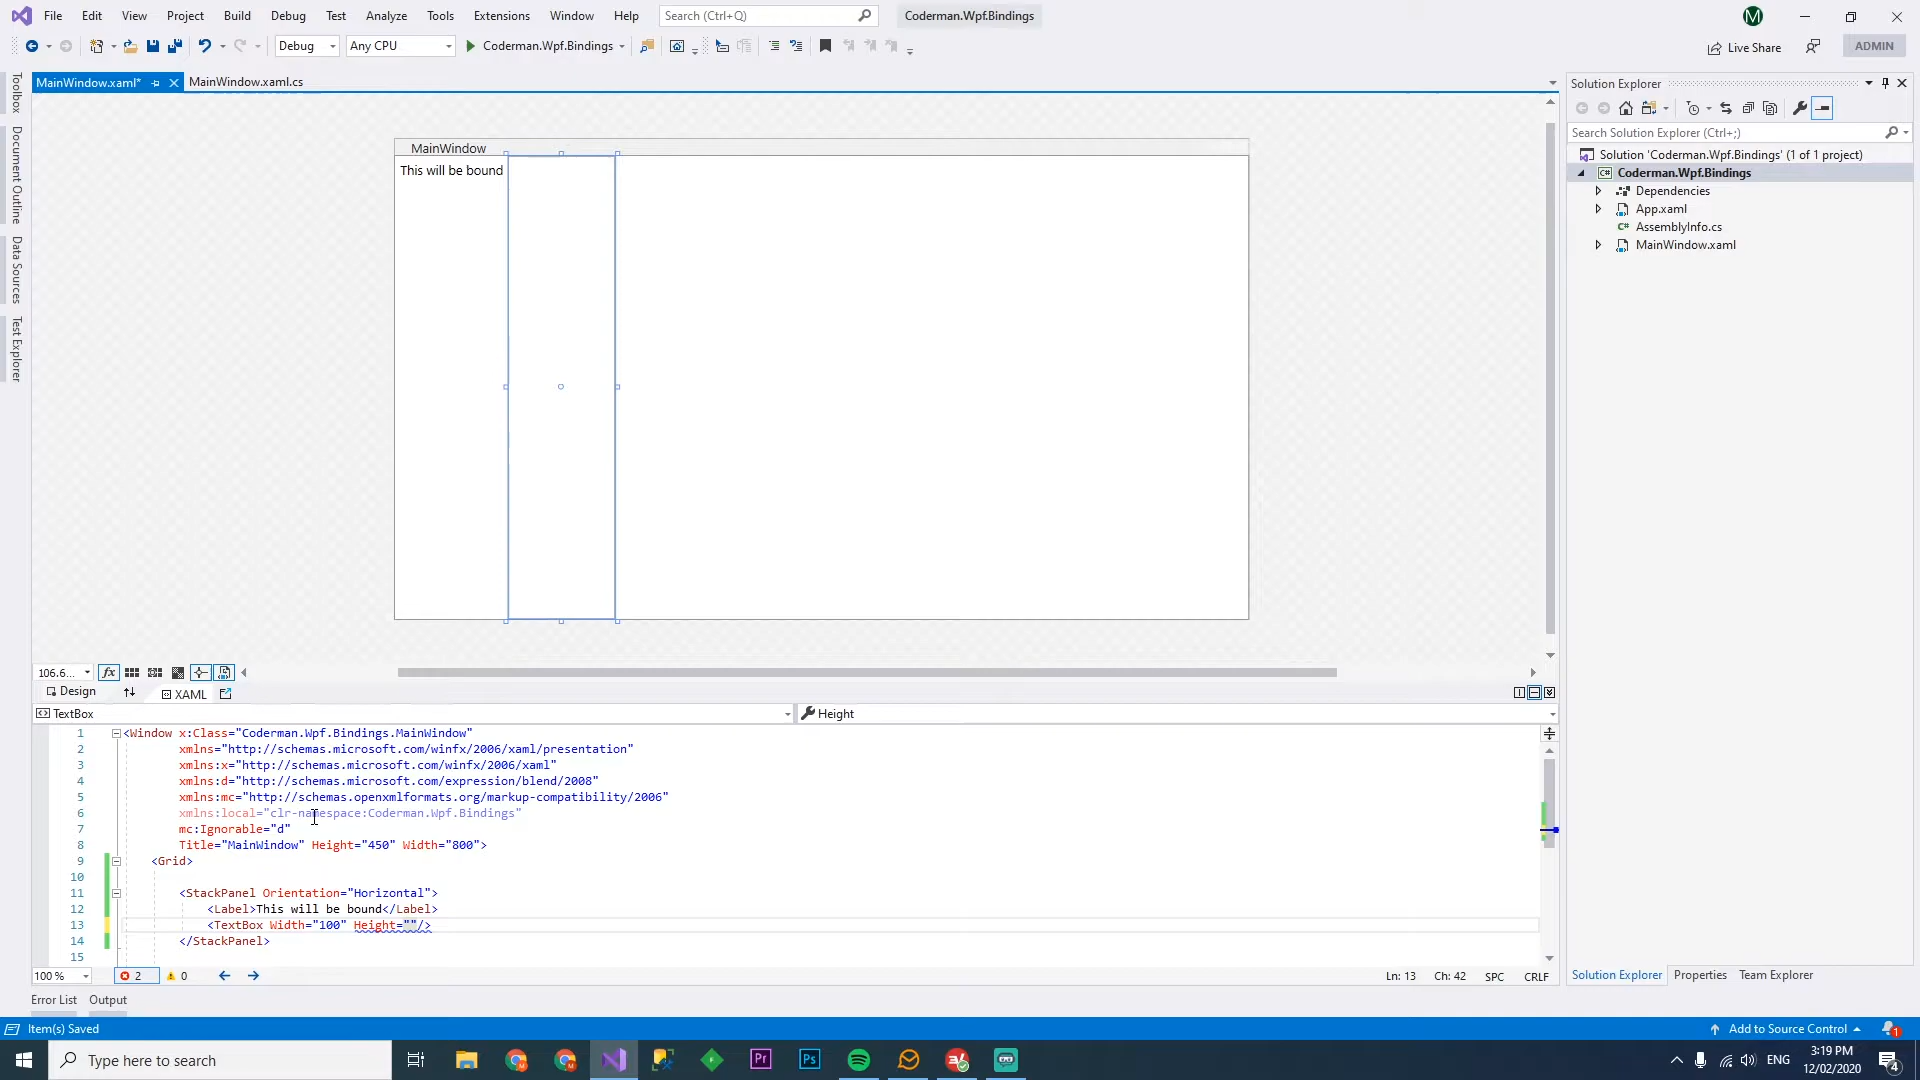 File Edit View Project Build Debug Test Analyze Tools Extensions Window Help Search (Ctrl+Q) Coderman.Wpf.Bindings M
Debug Any CPU Coderman.Wpf.Bindings Live Share ADMIN
MainWindow.xaml* MainWindow.xaml.cs
Toolbox
Document Outline
Data Sources
Test Explorer
MainWindow
This will be bound
Solution Explorer
Search Solution Explorer (Ctrl+;)
Solution 'Coderman.Wpf.Bindings' (1 of 1 project)
Coderman.Wpf.Bindings
Dependencies
App.xaml
AssemblyInfo.cs
MainWindow.xaml
106.6... fx
Design XAML
TextBox Height
1 <Window x:Class="Coderman.Wpf.Bindings.MainWindow"
2 xmlns="http://schemas.microsoft.com/winfx/2006/xaml/presentation"
3 xmlns:x="http://schemas.microsoft.com/winfx/2006/xaml"
4 xmlns:d="http://schemas.microsoft.com/expression/blend/2008"
5 xmlns:mc="http://schemas.openxmlformats.org/markup-compatibility/2006"
6 xmlns:local="clr-namespace:Coderman.Wpf.Bindings"
7 mc:Ignorable="d"
8 Title="MainWindow" Height="450" Width="800">
9 <Grid>
10
11 <StackPanel Orientation="Horizontal">
12 <Label>This will be bound</Label>
13 <TextBox Width="100" Height=""/>
14 </StackPanel>
15
100 % 2 0 Ln: 13 Ch: 42 SPC CRLF
Solution Explorer Properties Team Explorer
Error List Output
Item(s) Saved Add to Source Control 1
Type here to search Pr Ps ENG 3:19 PM 12/02/2020 4